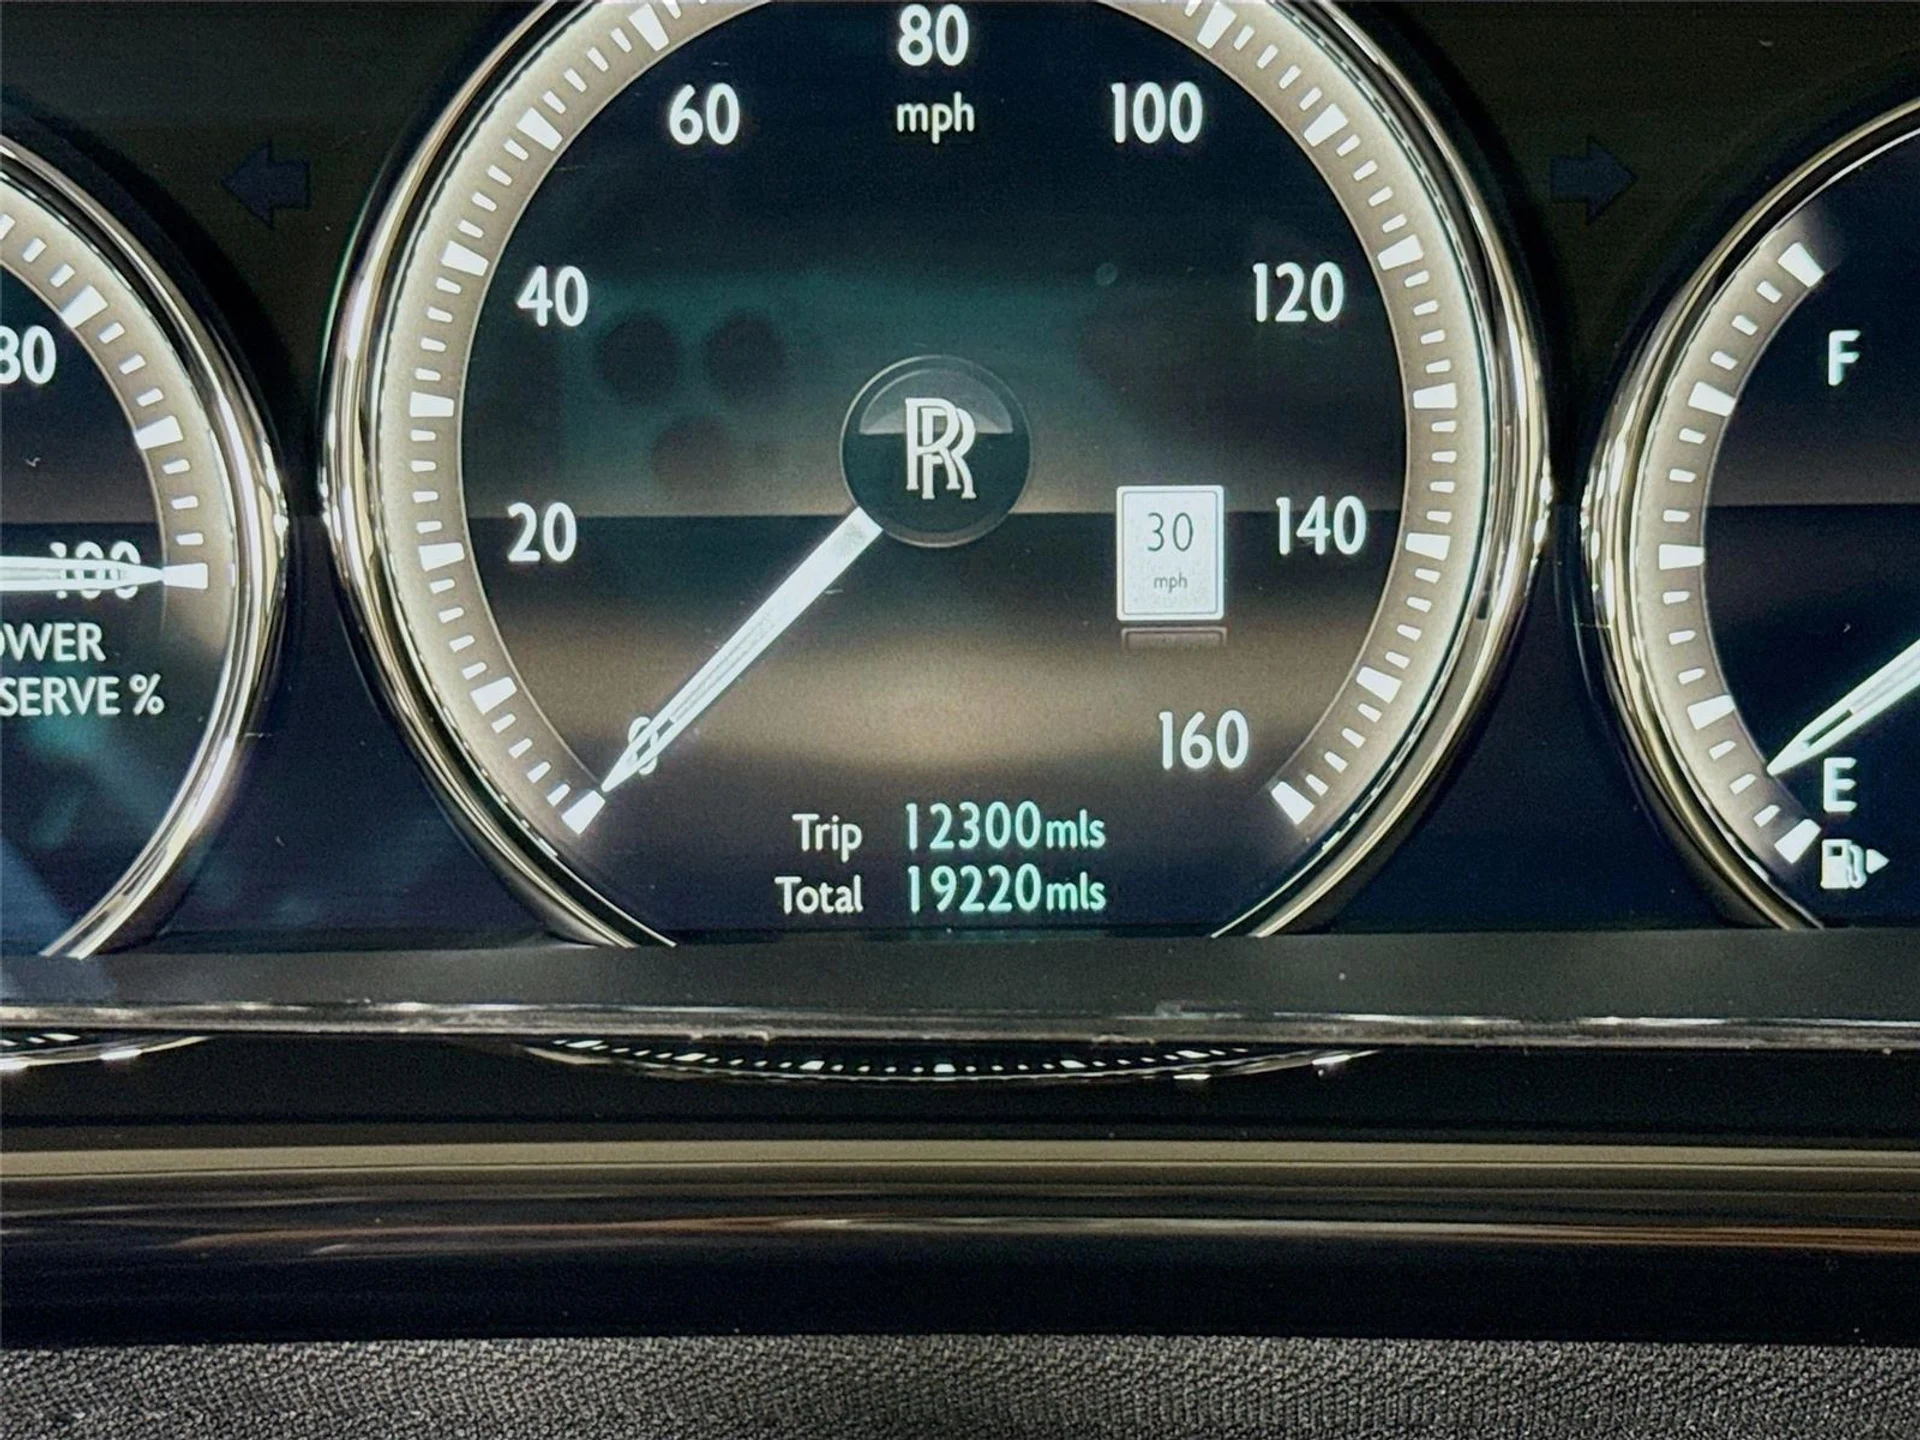 80
mph
60
100
40
120
80
F
RR
20
30
mph
140
100
OWER
SERVE %
0
160
E
Trip 12300mls
Total 19220mls